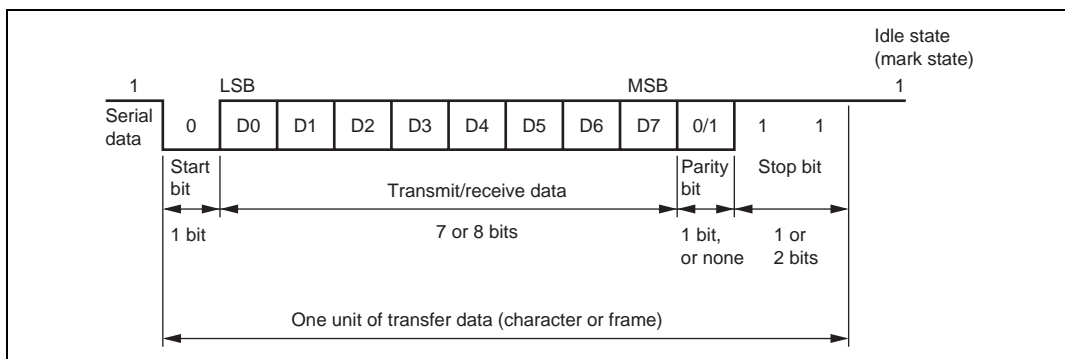 Idle state
(mark state)
1 LSB MSB 1
Serial
data
0 D0 D1 D2 D3 D4 D5 D6 D7 0/1 1 1
Start
bit
Transmit/receive data
Parity
bit
Stop bit
1 bit
7 or 8 bits
1 bit,
or none
1 or
2 bits
One unit of transfer data (character or frame)